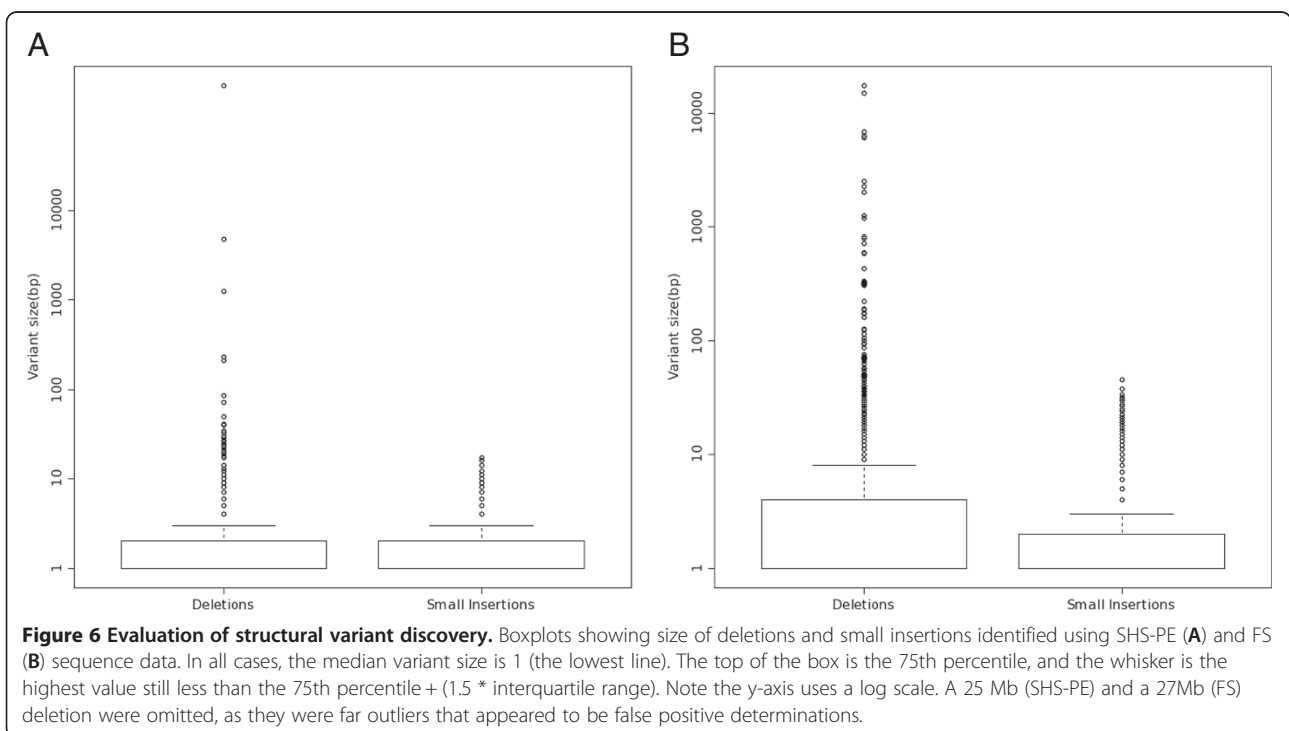 A
B
Variant size(bp)
10000
1000
100
10
1
Deletions
Small Insertions
Variant size(bp)
10000
1000
100
10
1
Deletions
Small Insertions
Figure 6 Evaluation of structural variant discovery. Boxplots showing size of deletions and small insertions identified using SHS-PE (A) and FS
(B) sequence data. In all cases, the median variant size is 1 (the lowest line). The top of the box is the 75th percentile, and the whisker is the
highest value still less than the 75th percentile + (1.5 * interquartile range). Note the y-axis uses a log scale. A 25 Mb (SHS-PE) and a 27Mb (FS)
deletion were omitted, as they were far outliers that appeared to be false positive determinations.